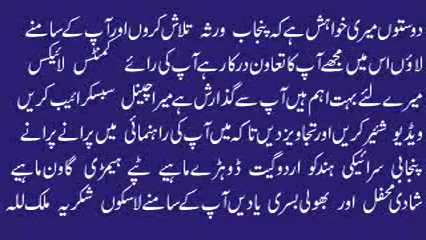 دوستوں میری خواہش ہے کہ پنجاب ورثہ تلاش کروں اور آپ کے سامنے
لاؤں اس میں مجھے آپ کا تعاون درکار ہے آپ کی رائے کمنٹس لائیکس
میرے لئے بہت اہم ہیں آپ سے گذارش ہے میرا چینل سبسکرائیب کریں
ویڈیو شئیر کریں اور تجاویز دیں تاکہ میں آپ کی راہنمائی میں پرانے پرانے
پنجابی سرائیکی ہندکو اردو گیت ڈوہڑے ماہیے ٹپے ہیمڑی گاون ماہیے
شادی محفل اور بھولی بسری یادیں آپ کے سامنے لاسکوں شکریہ ملک للہ